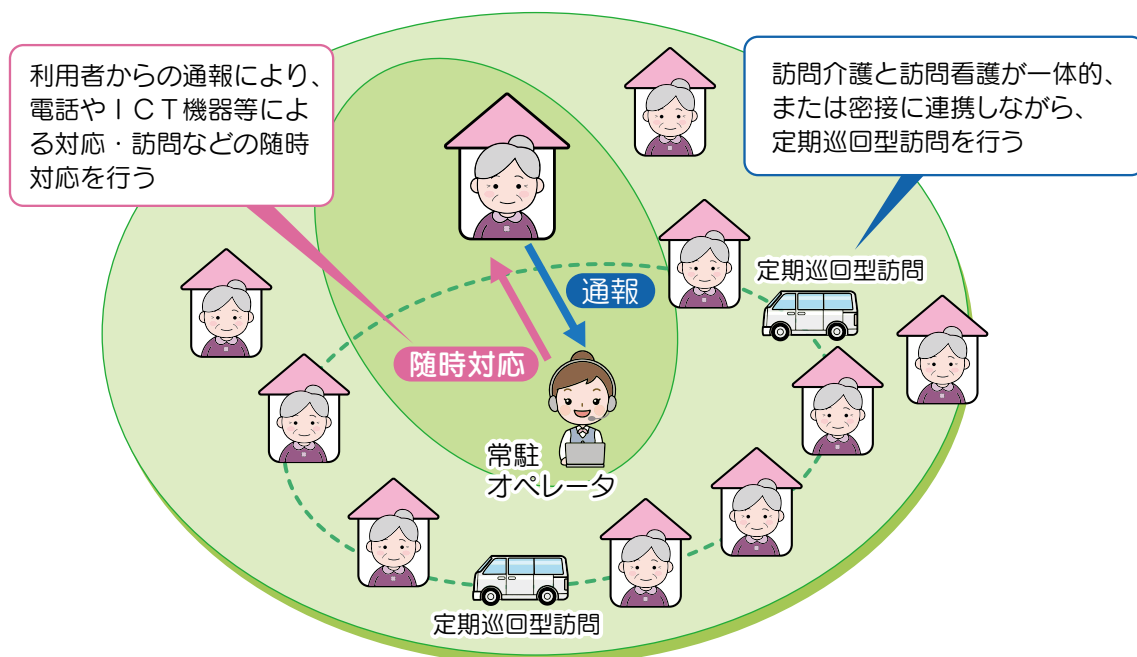 利用者からの通報により、
電話やＩＣＴ機器等によ
る対応・訪問などの随時
対応を行う
訪問介護と訪問看護が一体的、
または密接に連携しながら、
定期巡回型訪問を行う
定期巡回型訪問
通報
随時対応
常駐
オペレータ
定期巡回型訪問